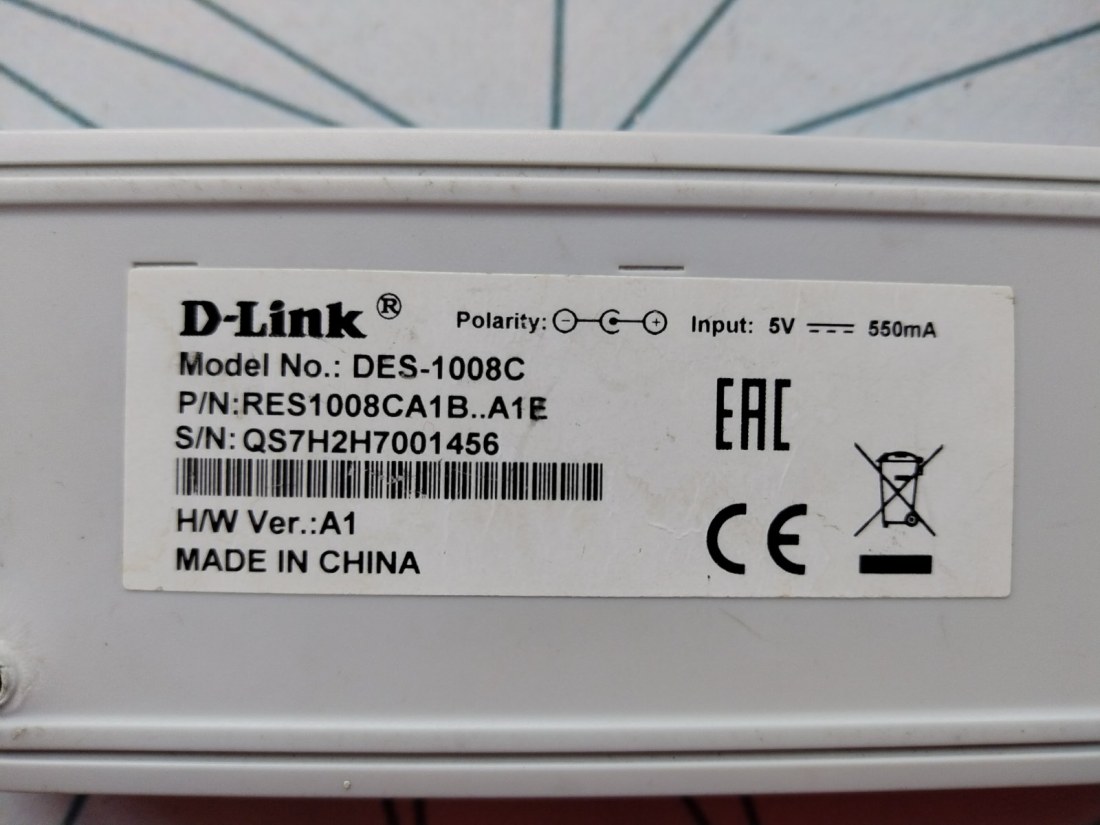 D-Link®
Polarity: Input: 5V 550mA
Model No.: DES-1008C
P/N:RES1008CA1B..A1E
S/N: QS7H2H7001456
H/W Ver.:A1
MADE IN CHINA
EAC
CE